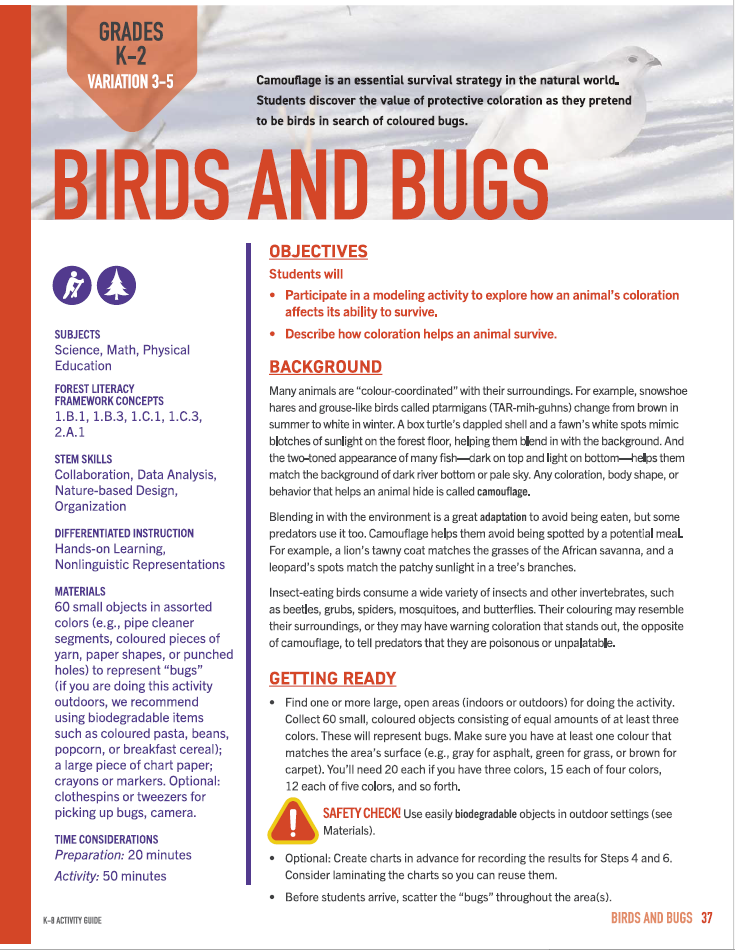 GRADES
K–2
VARIATION 3–5
Camouflage is an essential survival strategy in the natural world.
Students discover the value of protective coloration as they pretend
to be birds in search of coloured bugs.
BIRDS AND BUGS
SUBJECTS
Science, Math, Physical
Education
FOREST LITERACY
FRAMEWORK CONCEPTS
1.B.1, 1.B.3, 1.C.1, 1.C.3,
2.A.1
STEM SKILLS
Collaboration, Data Analysis,
Nature-based Design,
Organization
DIFFERENTIATED INSTRUCTION
Hands-on Learning,
Nonlinguistic Representations
MATERIALS
60 small objects in assorted
colors (e.g., pipe cleaner
segments, coloured pieces of
yarn, paper shapes, or punched
holes) to represent “bugs”
(if you are doing this activity
outdoors, we recommend
using biodegradable items
such as coloured pasta, beans,
popcorn, or breakfast cereal);
a large piece of chart paper;
crayons or markers. Optional:
clothespins or tweezers for
picking up bugs, camera.
TIME CONSIDERATIONS
Preparation: 20 minutes
Activity: 50 minutes
OBJECTIVES
Students will
• Participate in a modeling activity to explore how an animal’s coloration
affects its ability to survive.
• Describe how coloration helps an animal survive.
BACKGROUND
Many animals are “colour-coordinated” with their surroundings. For example, snowshoe
hares and grouse-like birds called ptarmigans (TAR-mih-guhns) change from brown in
summer to white in winter. A box turtle’s dappled shell and a fawn’s white spots mimic
blotches of sunlight on the forest floor, helping them blend in with the background. And
the two-toned appearance of many fish—dark on top and light on bottom—helps them
match the background of dark river bottom or pale sky. Any coloration, body shape, or
behavior that helps an animal hide is called camouflage.
Blending in with the environment is a great adaptation to avoid being eaten, but some
predators use it too. Camouflage helps them avoid being spotted by a potential meal.
For example, a lion’s tawny coat matches the grasses of the African savanna, and a
leopard’s spots match the patchy sunlight in a tree’s branches.
Insect-eating birds consume a wide variety of insects and other invertebrates, such
as beetles, grubs, spiders, mosquitoes, and butterflies. Their colouring may resemble
their surroundings, or they may have warning coloration that stands out, the opposite
of camouflage, to tell predators that they are poisonous or unpalatable.
GETTING READY
• Find one or more large, open areas (indoors or outdoors) for doing the activity.
Collect 60 small, coloured objects consisting of equal amounts of at least three
colors. These will represent bugs. Make sure you have at least one colour that
matches the area’s surface (e.g., gray for asphalt, green for grass, or brown for
carpet). You’ll need 20 each if you have three colors, 15 each of four colors,
12 each of five colors, and so forth.
SAFETY CHECK! Use easily biodegradable objects in outdoor settings (see
Materials).
• Optional: Create charts in advance for recording the results for Steps 4 and 6.
Consider laminating the charts so you can reuse them.
• Before students arrive, scatter the “bugs” throughout the area(s).
K–8 ACTIVITY GUIDE
BIRDS AND BUGS 37